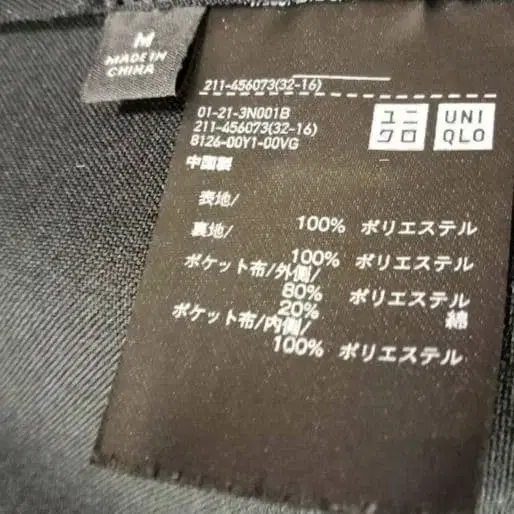 M
MADE IN
CHINA
211-456073(32-16)
01-21-3N001B
211-456073(32-16)
8126-00Y1-00VG
ユニ
クロ
UNI
QLO
中国製
表地/
100% ポリエステル
裏地/
100% ポリエステル
ポケット布/外側/
80% ポリエステル
20% 綿
ポケット布/内側/
100% ポリエステル